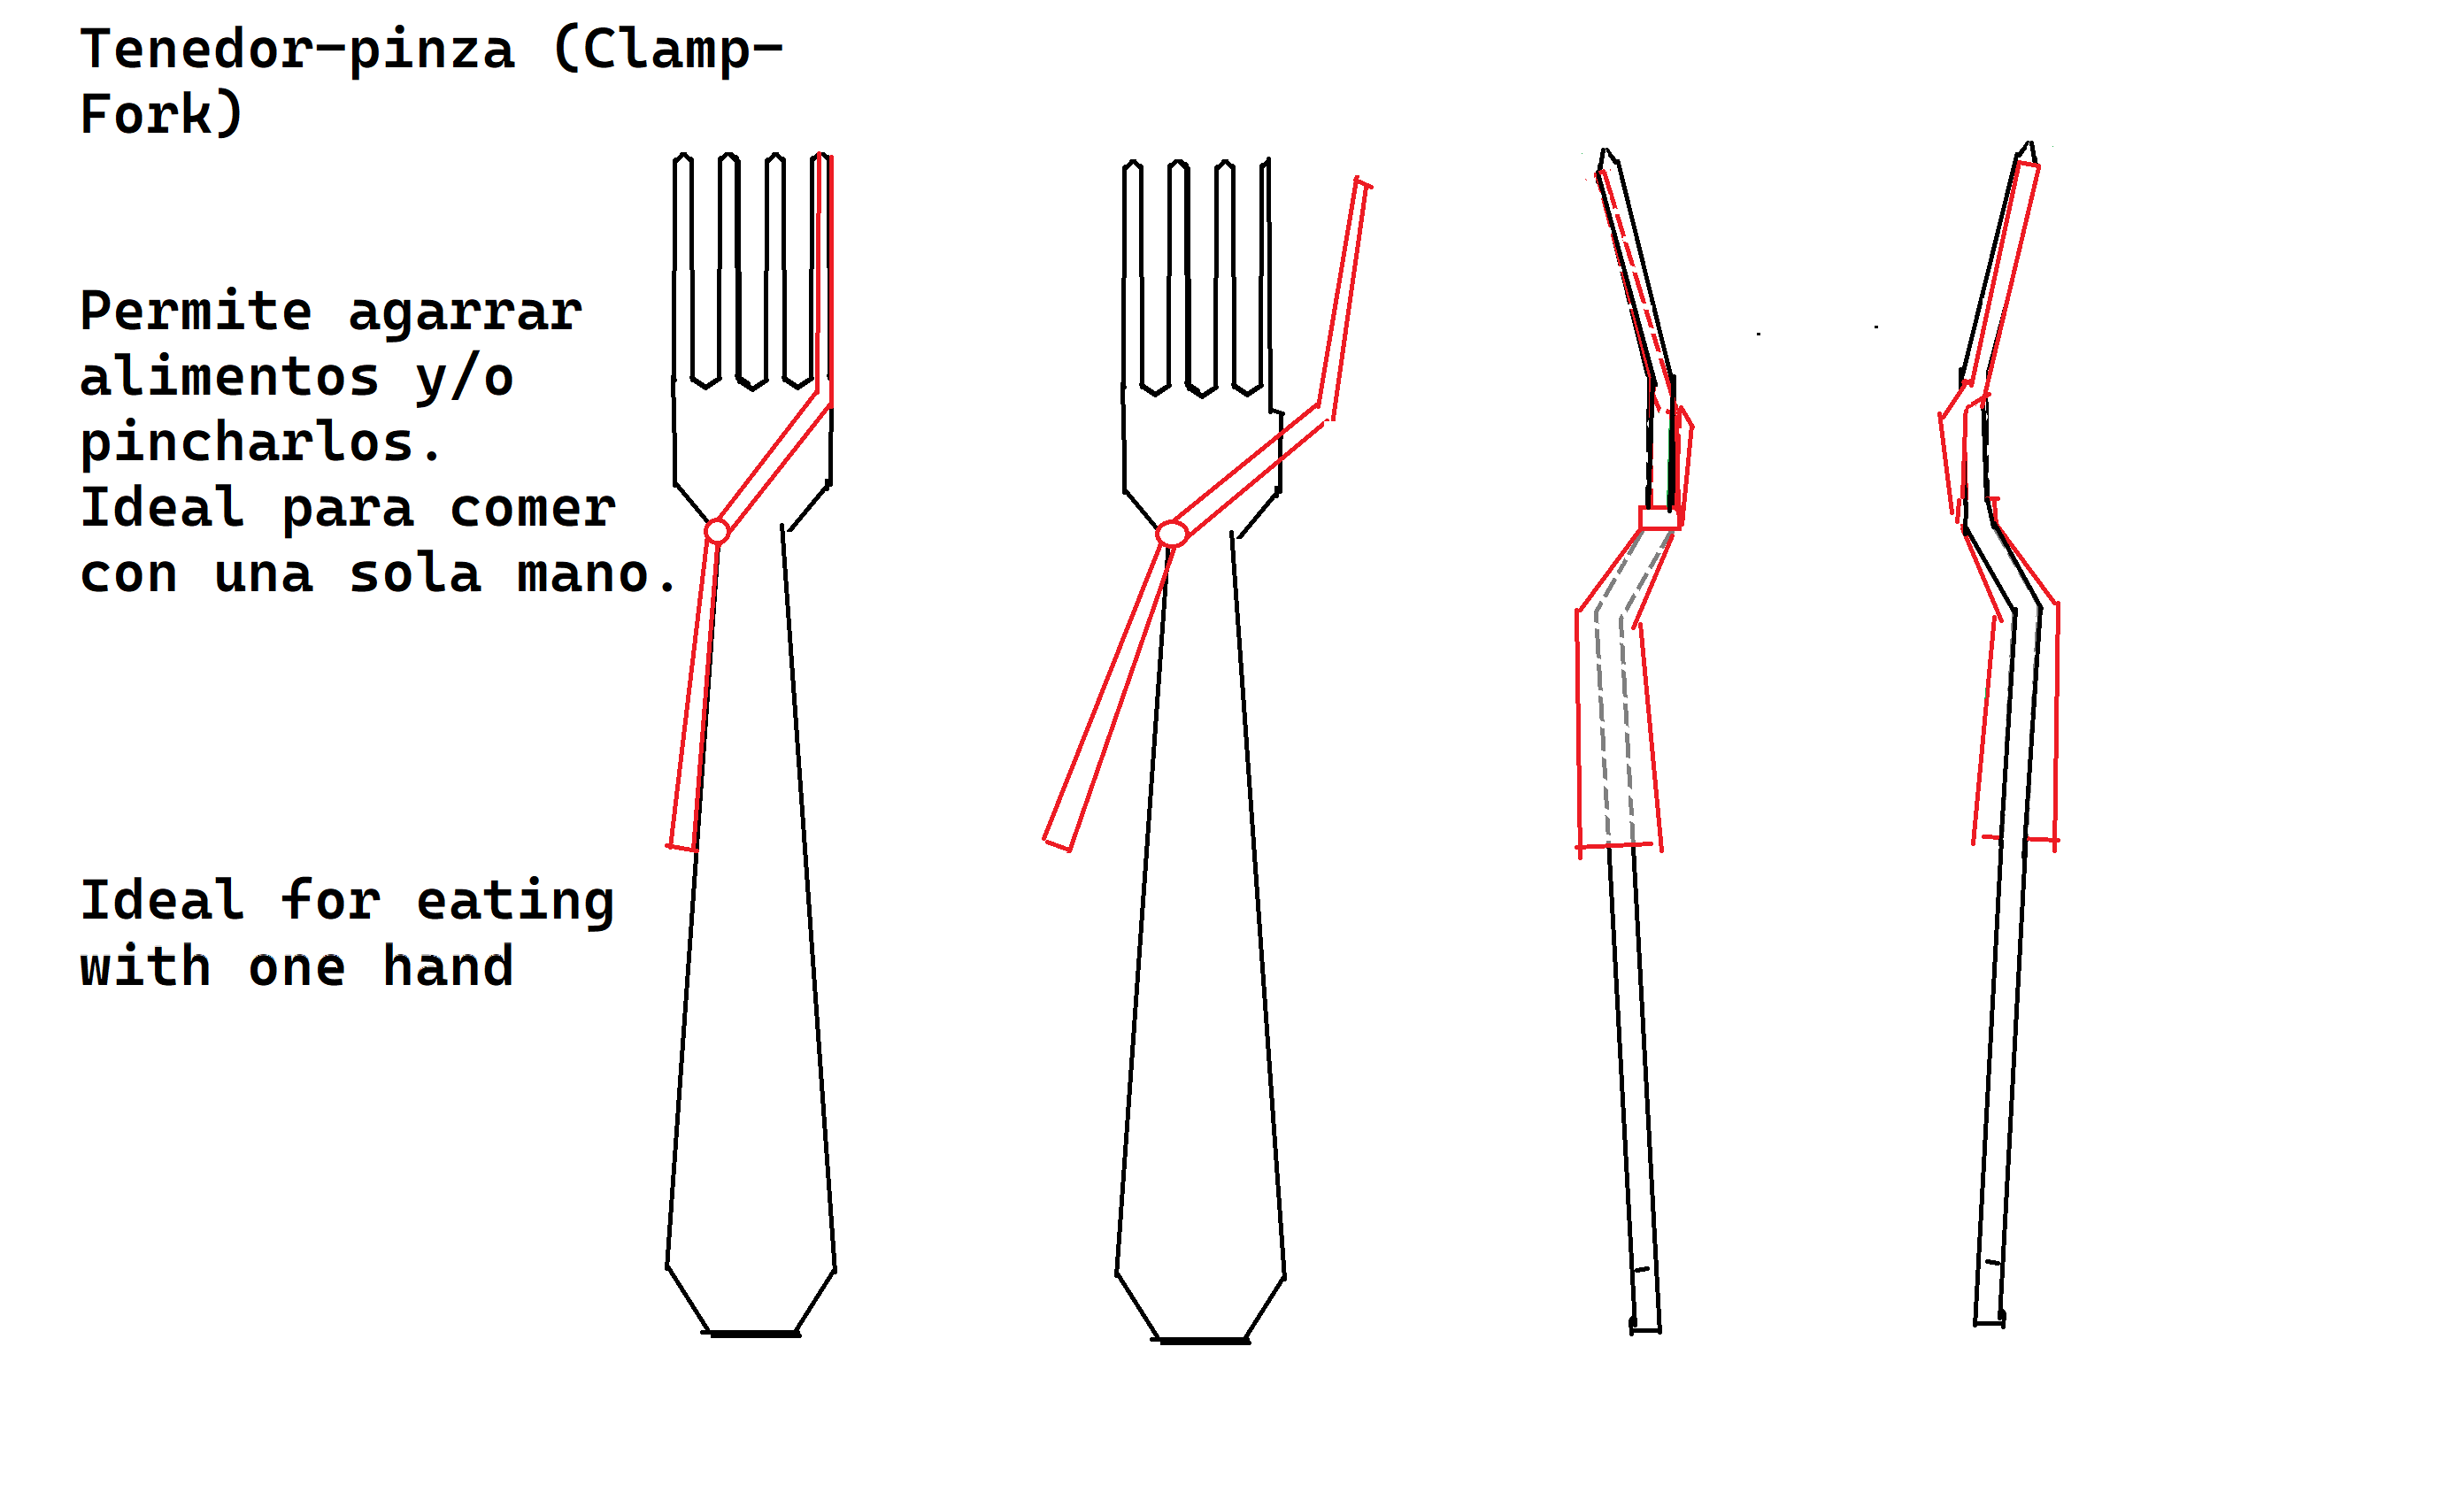 Tenedor-pinza (Clamp-
Fork)
Permite agarrar
alimentos y/o
pincharlos.
Ideal para comer
con una sola mano.
Ideal for eating
with one hand